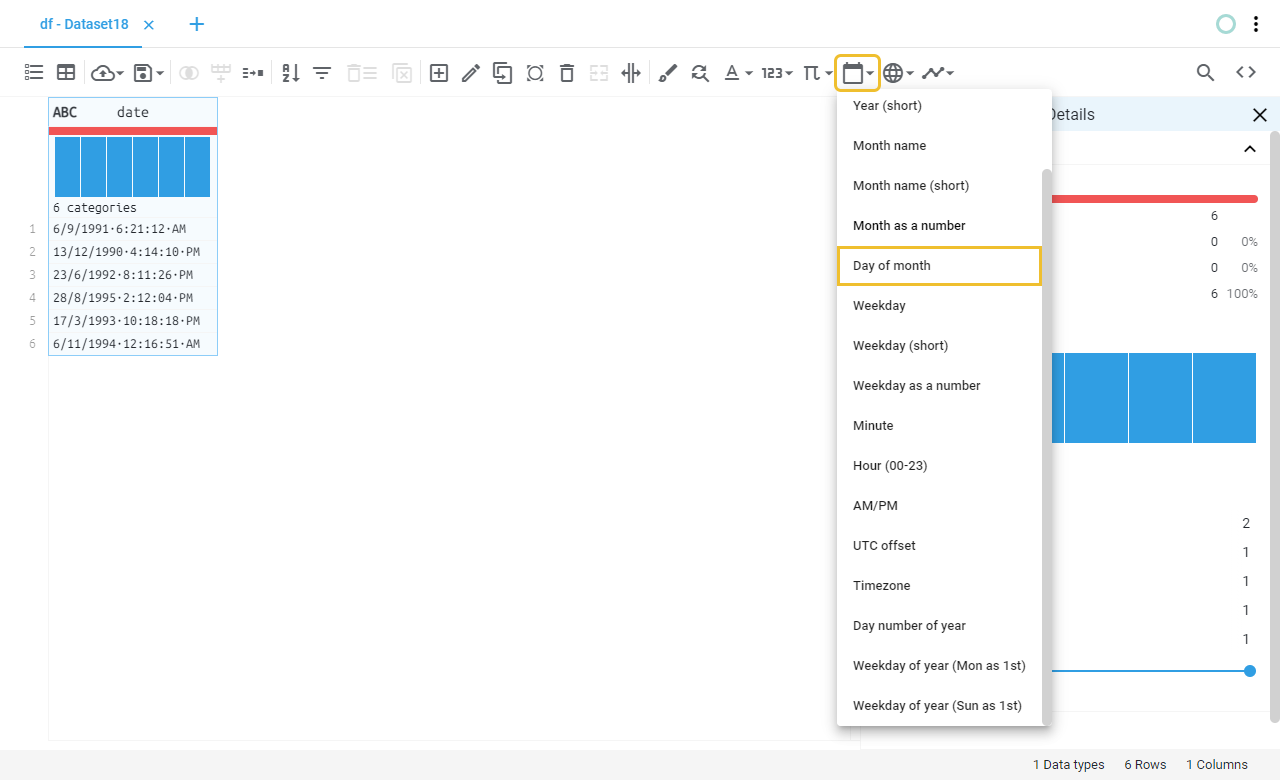 df - Dataset18
123
ABC date
6 categories
1 6/9/1991·6:21:12·AM
2 13/12/1990·4:14:10·PM
3 23/6/1992·8:11:26·PM
4 28/8/1995·2:12:04·PM
5 17/3/1993·10:18:18·PM
6 6/11/1994·12:16:51·AM
Year (short)
Month name
Month name (short)
Month as a number
Day of month
Weekday
Weekday (short)
Weekday as a number
Minute
Hour (00-23)
AM/PM
UTC offset
Timezone
Day number of year
Weekday of year (Mon as 1st)
Weekday of year (Sun as 1st)
Details
6
0 0%
0 0%
6 100%
2
1
1
1
1
1 Data types 6 Rows 1 Columns